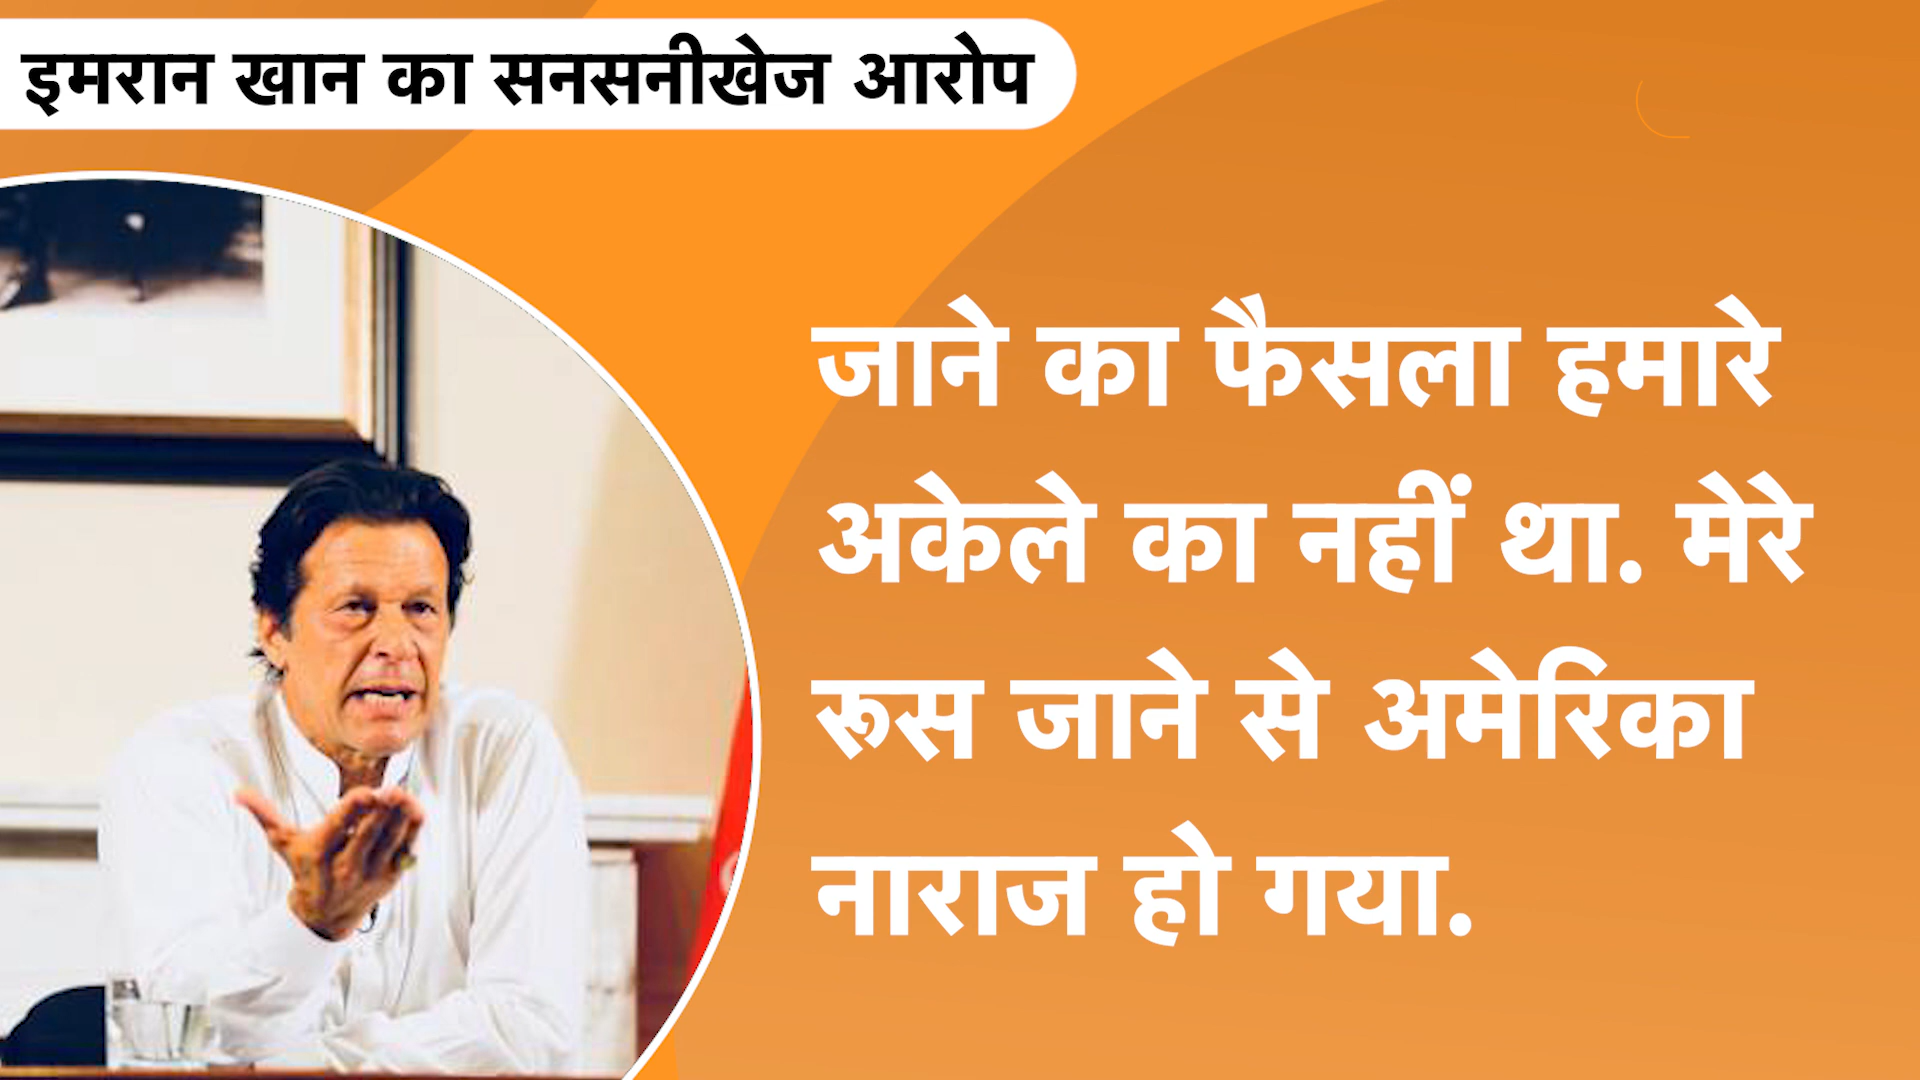 इमरान खान का सनसनीखेज आरोप
जाने का फैसला हमारे
अकेले का नहीं था. मेरे
रूस जाने से अमेरिका
नाराज हो गया.